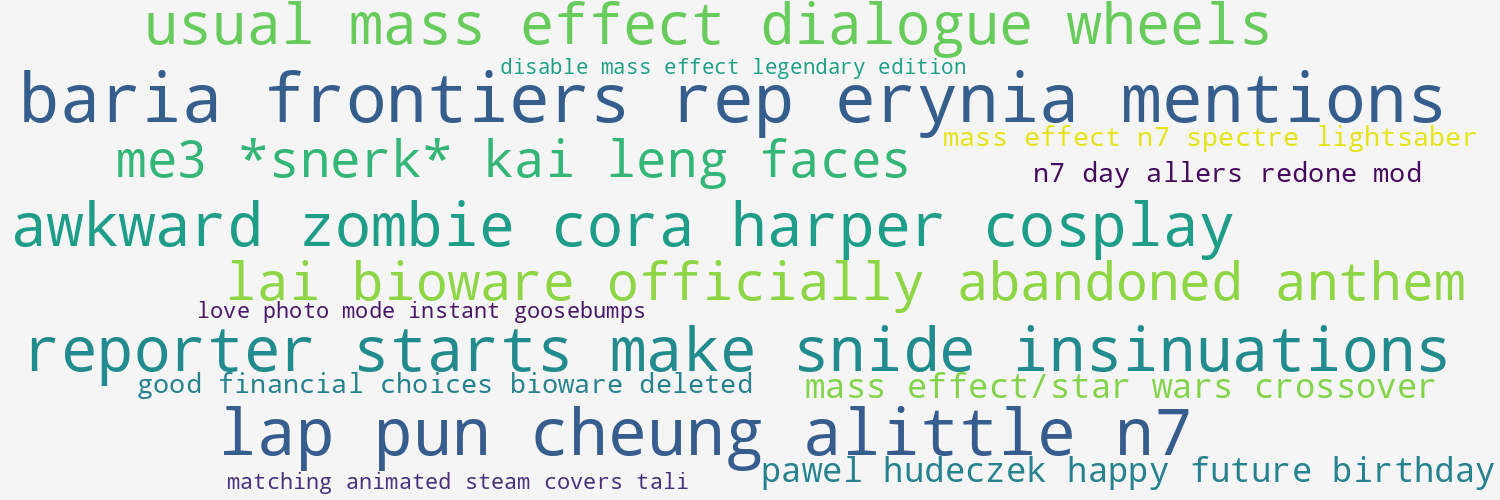 usual mass effect dialogue wheels
disable mass effect legendary edition
baria frontiers rep erynia mentions
mass effect n7 spectre lightsaber
me3 *snerk* kai leng faces
n7 day allers redone mod
awkward zombie cora harper cosplay
lai bioware officially abandoned anthem
love photo mode instant goosebumps
reporter starts make snide insinuations
good financial choices bioware deleted
mass effect/star wars crossover
lap pun cheung alittle n7
pawel hudeczek happy future birthday
matching animated steam covers tali